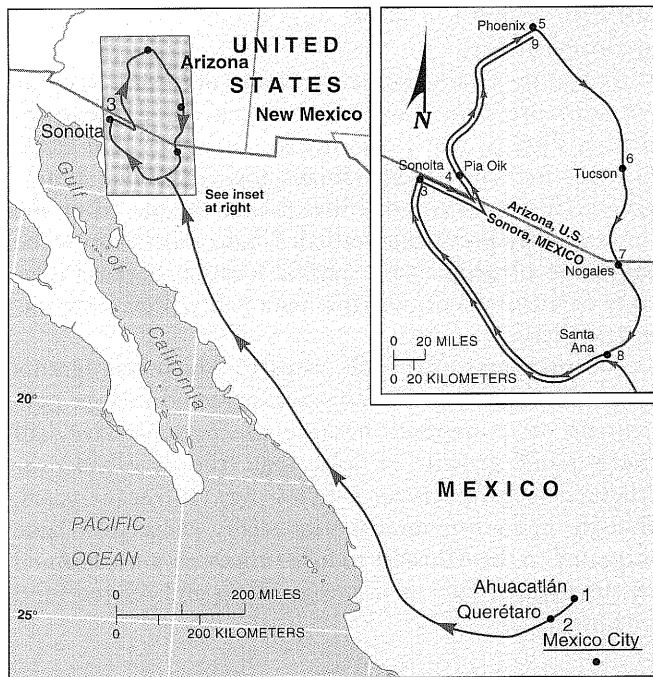 UNITED
STATES
Arizona
New Mexico
3
Sonoita
See inset
at right
Gulf of California
20°
25°
PACIFIC
OCEAN
0 200 MILES
0 200 KILOMETERS
MEXICO
Ahuacatlán 1
Querétaro 2
Mexico City
Phoenix 5
9
N
Sonoita
3
4 Pia Oik
Tucson 6
Arizona, U.S.
Sonora, MEXICO
7
Nogales
Santa
Ana 8
0 20 MILES
0 20 KILOMETERS